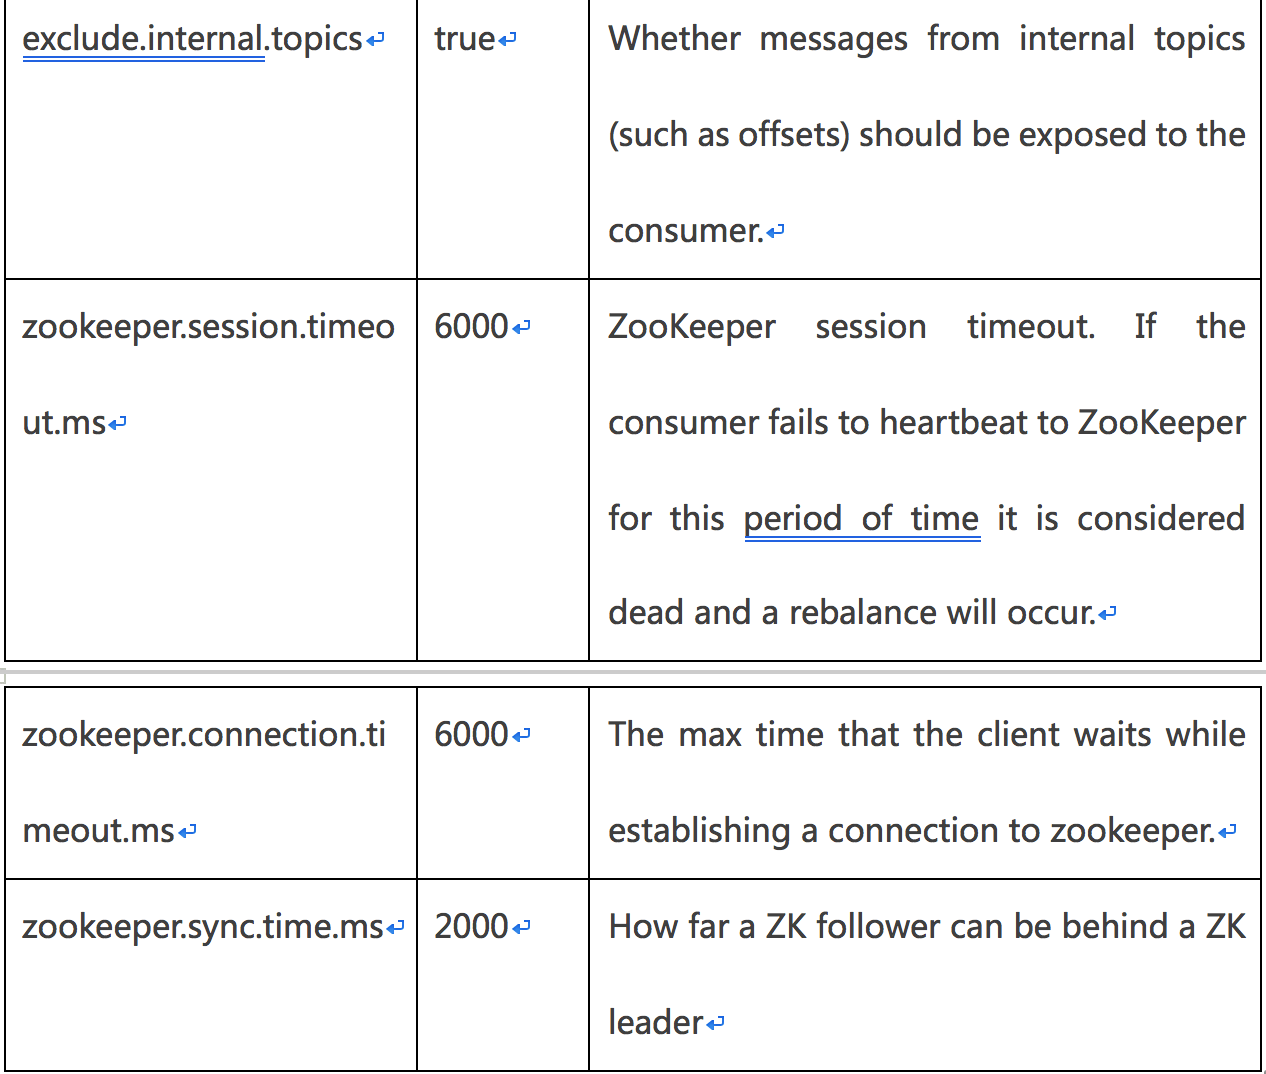 exclude.internal.topics
true
Whether messages from internal topics
(such as offsets) should be exposed to the
consumer.
zookeeper.session.timeo
ut.ms
6000
ZooKeeper session timeout. If the
consumer fails to heartbeat to ZooKeeper
for this period of time it is considered
dead and a rebalance will occur.
zookeeper.connection.ti
meout.ms
6000
The max time that the client waits while
establishing a connection to zookeeper.
zookeeper.sync.time.ms
2000
How far a ZK follower can be behind a ZK
leader